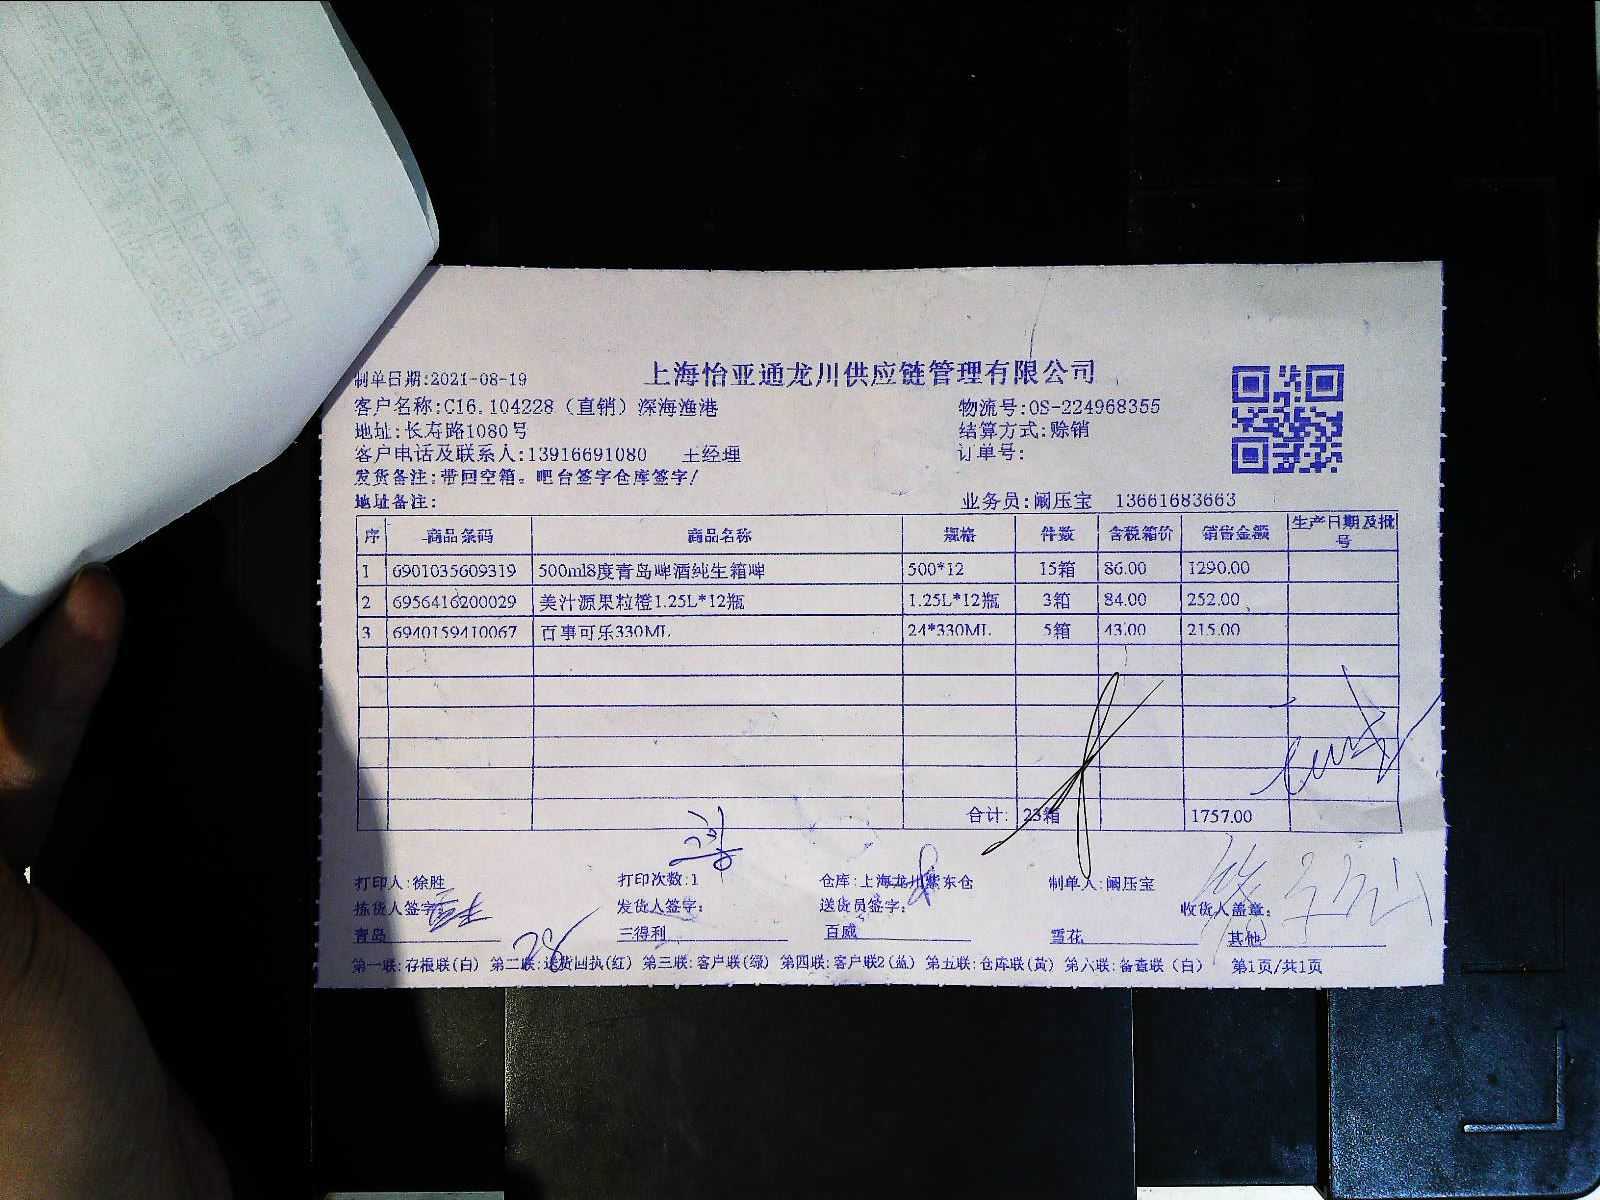 上海怡亚通龙川供应链管理有限公司
制单日期:2021-08-19
客户名称:C16.104228（直销）深海渔港 物流号:OS-224968355
地址:长寿路1080号 结算方式:赊销
客户电话及联系人:13916691080 王经理 订单号:
发货备注:带回空箱。吧台签字仓库签字!
地址备注: 业务员:阚压宝 13661683663
序 商品条码 商品名称 规格 件数 含税箱价 销售金额 生产日期及批号
1 6901035609319 500ml8度青岛啤酒纯生箱啤 500*12 15箱 86.00 1290.00
2 6956416200029 美汁源果粒橙1.25L*12瓶 1.25L*12瓶 3箱 84.00 252.00
3 6940159410067 百事可乐330ML 24*330ML 5箱 43.00 215.00
合计: 23箱 1757.00
打印人:徐胜 打印次数:1 仓库:上海龙川紫东仓 制单人:阚压宝
拣货人签字: 发货人签字: 送货员签字: 收货人盖章:
青岛 28 三得利 百威 雪花 其他
第一联:存根联(白) 第二联:送货回执(红) 第三联:客户联(绿) 第四联:客户联2(蓝) 第五联:仓库联(黄) 第六联:备查联（白） 第1页/共1页